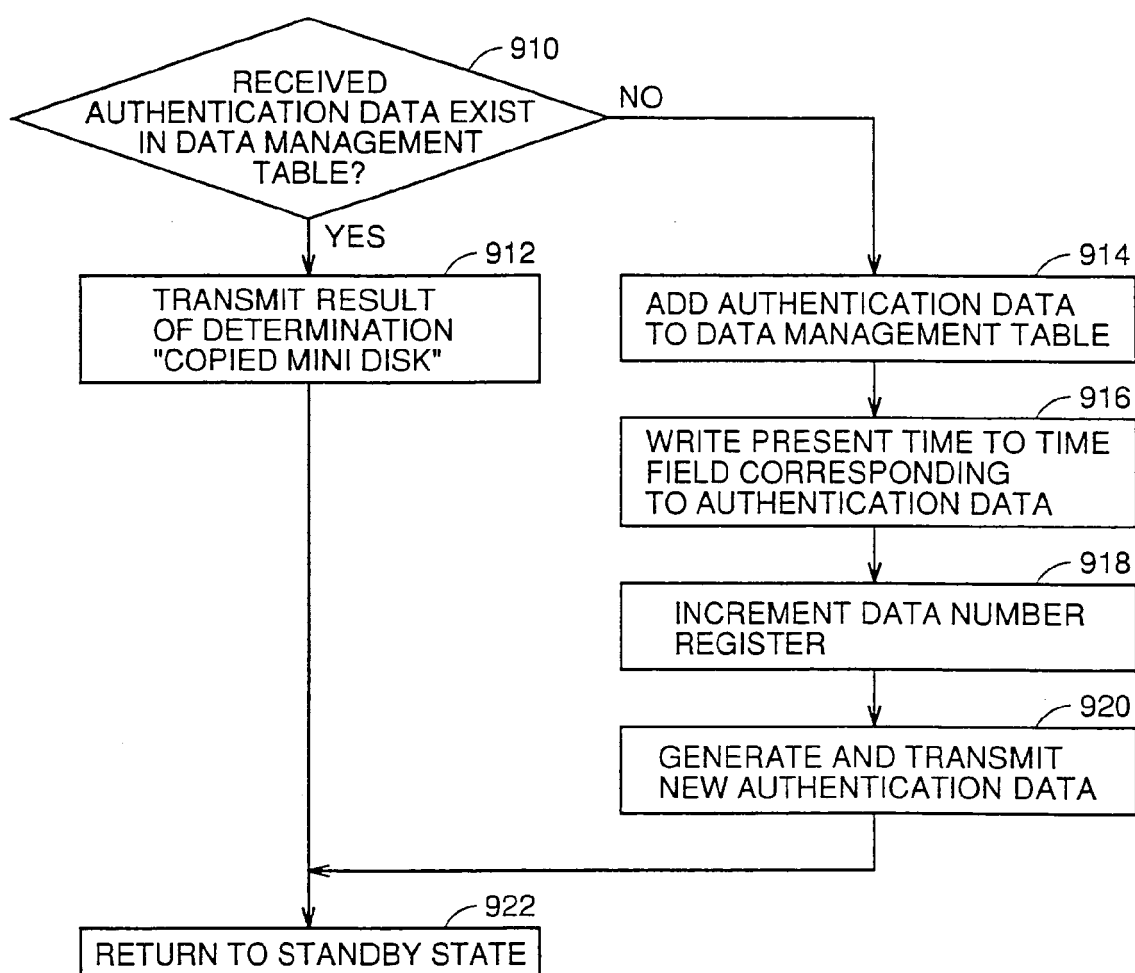 910
RECEIVED
AUTHENTICATION DATA EXIST
IN DATA MANAGEMENT
TABLE?
NO
YES
912
TRANSMIT RESULT
OF DETERMINATION
"COPIED MINI DISK"
914
ADD AUTHENTICATION DATA
TO DATA MANAGEMENT TABLE
916
WRITE PRESENT TIME TO TIME
FIELD CORRESPONDING
TO AUTHENTICATION DATA
918
INCREMENT DATA NUMBER
REGISTER
920
GENERATE AND TRANSMIT
NEW AUTHENTICATION DATA
922
RETURN TO STANDBY STATE